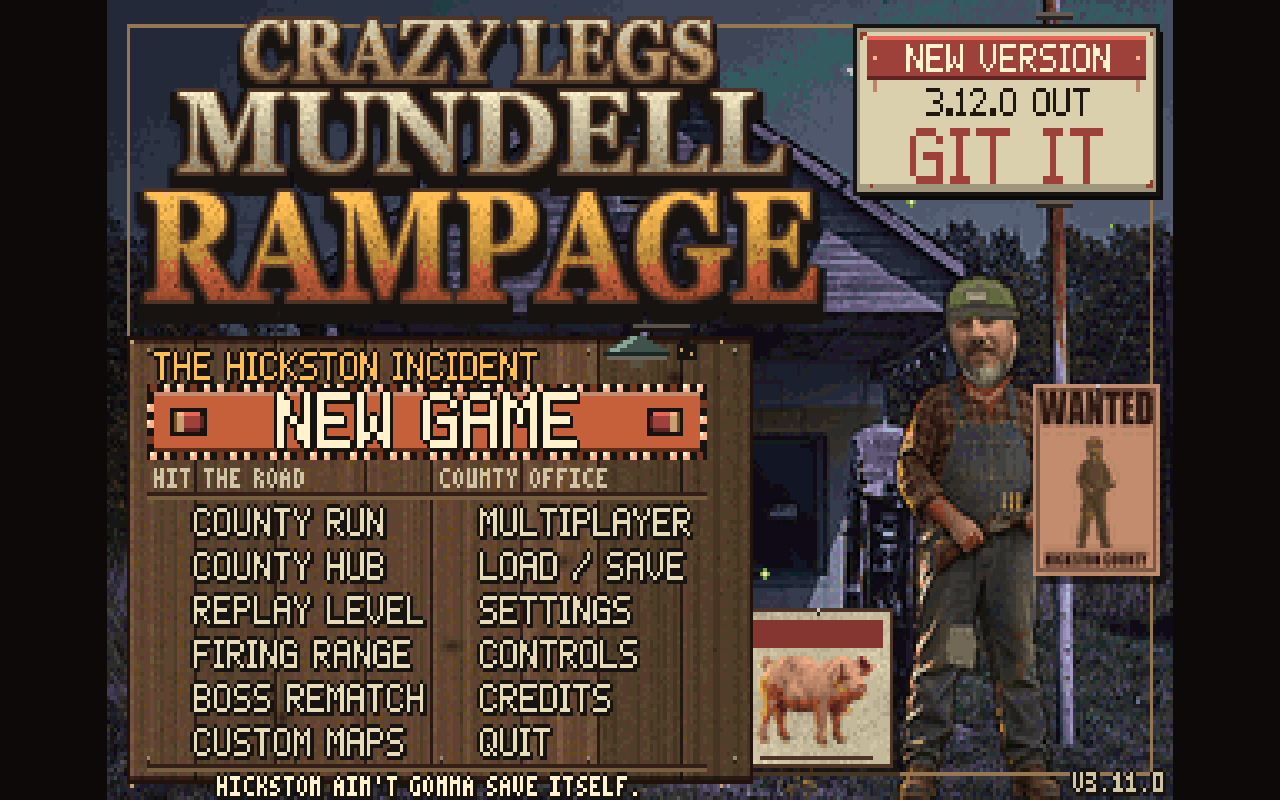 CRAZY LEGS
MUNDELL
RAMPAGE
NEW VERSION
3.12.0 OUT
GIT IT
THE HICKSTON INCIDENT
NEW GAME
HIT THE ROAD
COUNTY RUN
COUNTY HUB
REPLAY LEVEL
FIRING RANGE
BOSS REMATCH
CUSTOM MAPS
COUNTY OFFICE
MULTIPLAYER
LOAD / SAVE
SETTINGS
CONTROLS
CREDITS
QUIT
HICKSTON AIN'T GONNA SAVE ITSELF.
WANTED
HICKSTON COUNTY
V3.11.0